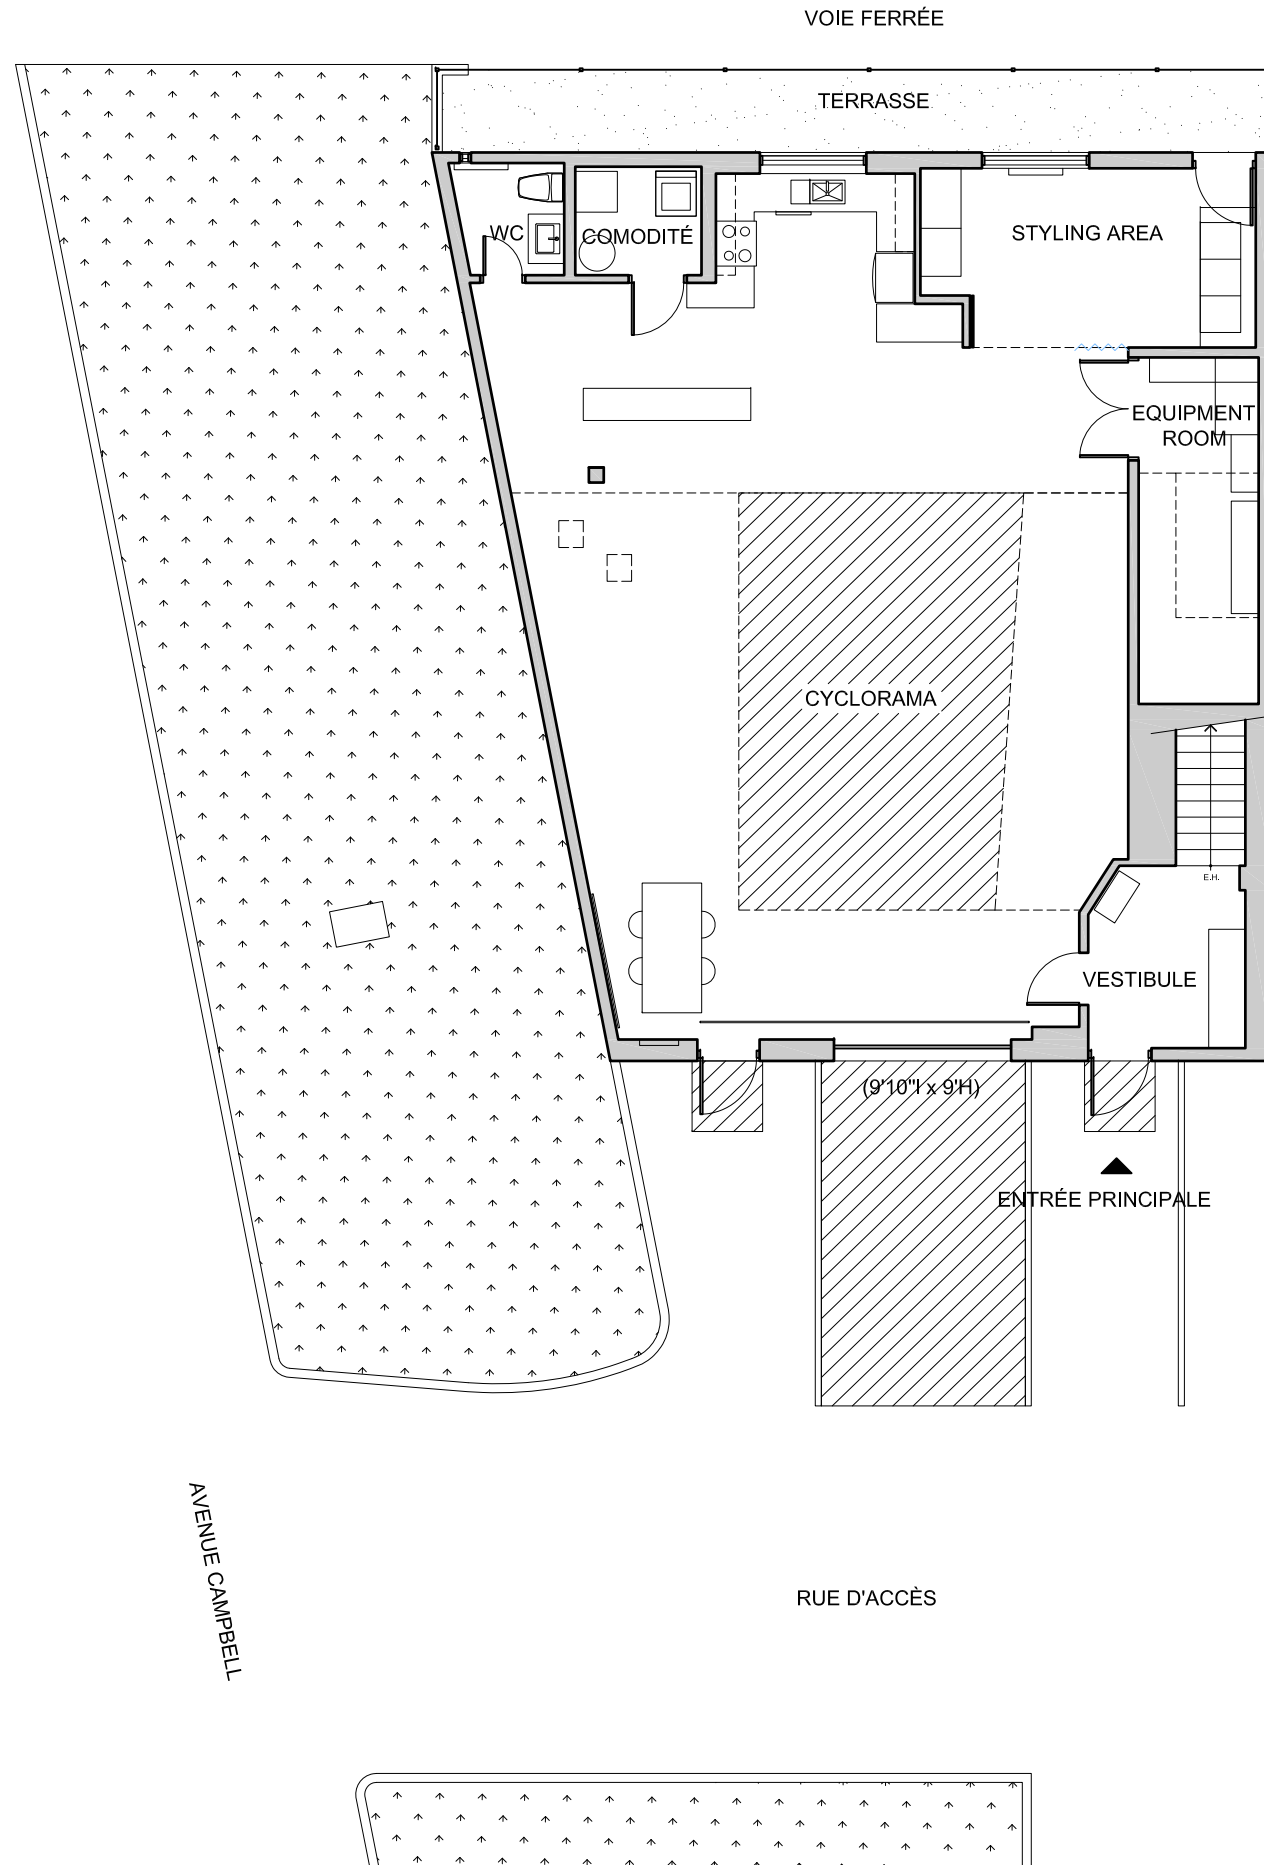 VOIE FERRÉE
TERRASSE
WC
COMODITÉ
STYLING AREA
EQUIPMENT
ROOM
CYCLORAMA
E.H.
VESTIBULE
(9'10"l x 9'H)
ENTRÉE PRINCIPALE
AVENUE CAMPBELL
RUE D'ACCÈS